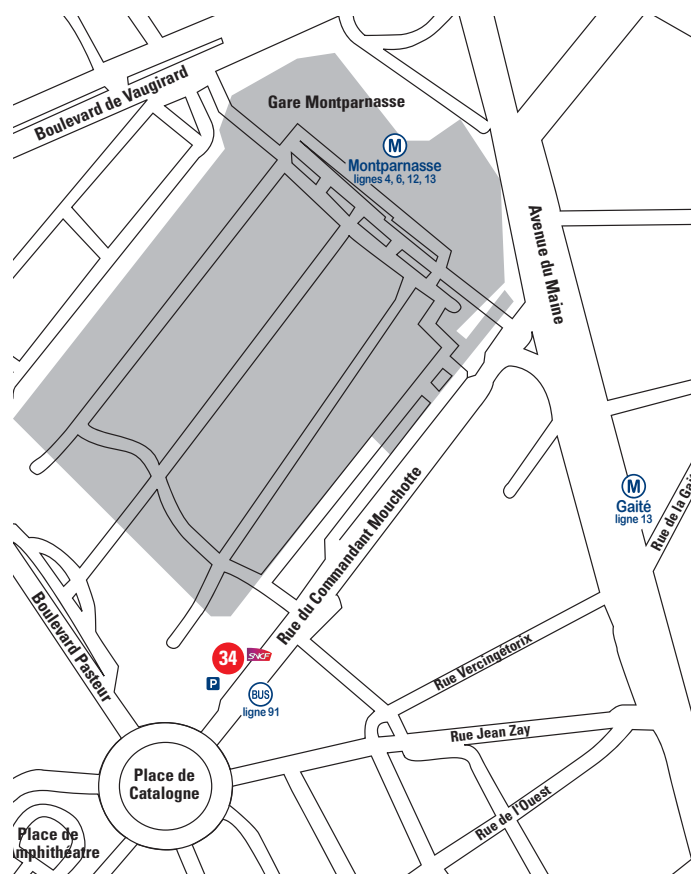 Boulevard de Vaugirard
Gare Montparnasse
M
Montparnasse
lignes 4, 6, 12, 13
Avenue du Maine
M
Gaité
ligne 13
Rue de la Gaité
Rue du Commandant Mouchotte
Boulevard Pasteur
34
SNCF
P
BUS
ligne 91
Rue Vercingétorix
Rue Jean Zay
Place de
Catalogne
Rue de l'Ouest
Place de
mphithéatre